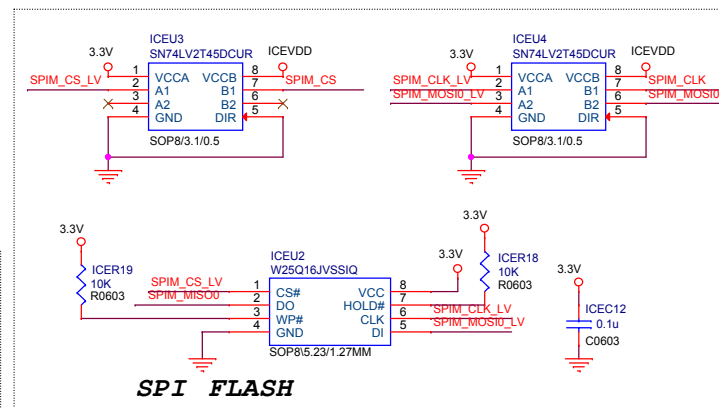 ICEU3
SN74LV2T45DCUR
3.3V
ICEVDD
SPIM_CS_LV
1
2
3
4
VCCA
A1
A2
GND
VCCB
B1
B2
DIR
8
7
6
5
SPIM_CS
SOP8/3.1/0.5
ICEU4
SN74LV2T45DCUR
3.3V
ICEVDD
SPIM_CLK_LV
SPIM_MOSI0_LV
1
2
3
4
VCCA
A1
A2
GND
VCCB
B1
B2
DIR
8
7
6
5
SPIM_CLK
SPIM_MOSI0
SOP8/3.1/0.5
3.3V
ICER19
10K
R0603
ICEU2
W25Q16JVSSIQ
SPIM_CS_LV
SPIM_MISO0
1
2
3
4
CS#
DO
WP#
GND
VCC
HOLD#
CLK
DI
8
7
6
5
SPIM_CLK_LV
SPIM_MOSI0_LV
SOP8\5.23/1.27MM
3.3V
3.3V
ICER18
10K
R0603
3.3V
ICEC12
0.1u
C0603
SPI FLASH